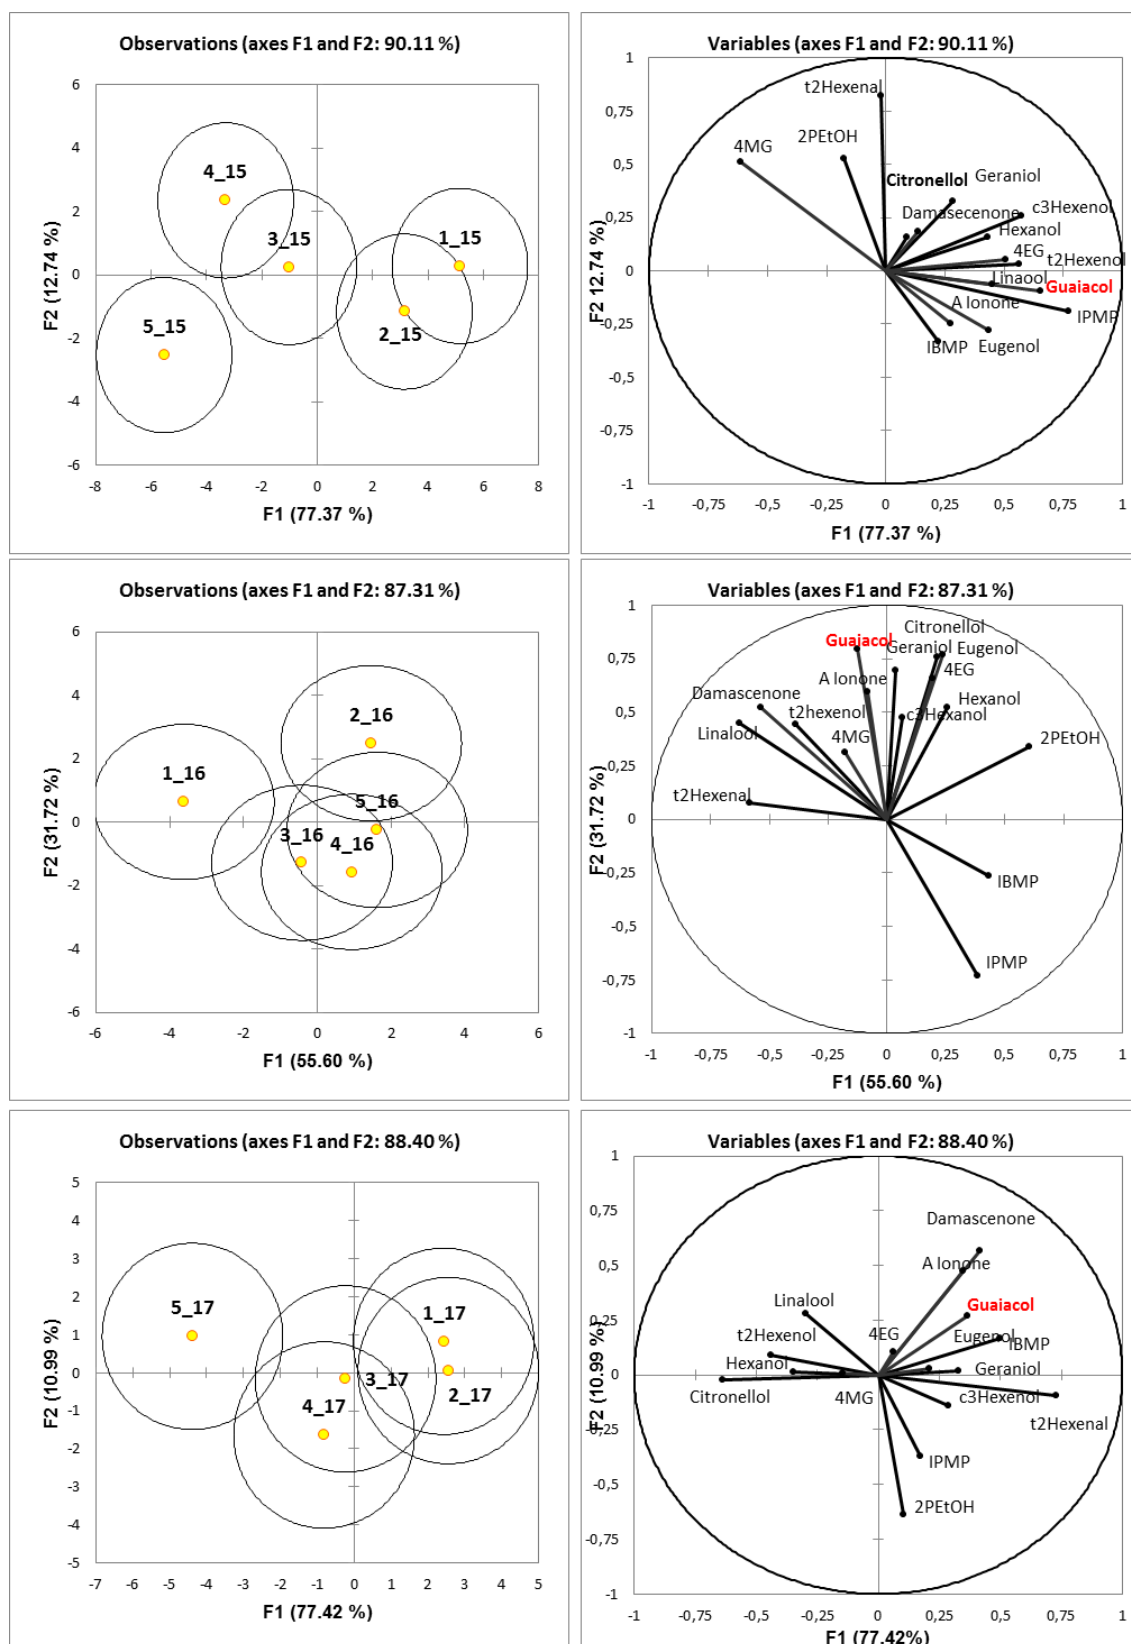 Observations (axes F1 and F2: 90.11 %)
6
4
2
0
-2
-4
-6
F2 (12.74 %)
4_15
3_15
1_15
2_15
5_15
-8 -6 -4 -2 0 2 4 6 8
F1 (77.37 %)
Variables (axes F1 and F2: 90.11 %)
1
0,75
0,5
0,25
0
-0,25
-0,5
-0,75
-1
F2 12.74 %)
t2Hexenal
2PEtOH
4MG
Citronellol Geraniol
c3Hexenol
Damasecenone
Hexanol
4EG
t2Hexenol
Linaool
Guaiacol
A Ionone
IPMP
IBMP
Eugenol
-1 -0,75 -0,5 -0,25 0 0,25 0,5 0,75 1
F1 (77.37 %)
Observations (axes F1 and F2: 87.31 %)
6
4
2
0
-2
-4
-6
F2 (31.72 %)
2_16
1_16
5_16
3_16
4_16
-6 -4 -2 0 2 4 6
F1 (55.60 %)
Variables (axes F1 and F2: 87.31 %)
1
0,75
0,5
0,25
0
-0,25
-0,5
-0,75
-1
F2 (31.72 %)
Citronellol
Guaiacol
Geraniol Eugenol
4EG
A Ionone
Damascenone
Hexanol
t2hexenol
c3Hexanol
Linalool
4MG
2PEtOH
t2Hexenal
IBMP
IPMP
-1 -0,75 -0,5 -0,25 0 0,25 0,5 0,75 1
F1 (55.60 %)
Observations (axes F1 and F2: 88.40 %)
5
4
3
2
1
0
-1
-2
-3
-4
-5
F2 (10.99 %)
5_17
1_17
3_17
2_17
4_17
-7 -6 -5 -4 -3 -2 -1 0 1 2 3 4 5
F1 (77.42 %)
Variables (axes F1 and F2: 88.40 %)
1
0,75
0,5
0,25
0
-0,25
-0,5
-0,75
-1
F2 (10.99 %)
Damascenone
A Ionone
Linalool
Guaiacol
t2Hexenol
4EG
Eugenol
IBMP
Hexanol
Geraniol
Citronellol
4MG
c3Hexenol
t2Hexenal
IPMP
2PEtOH
-1 -0,75 -0,5 -0,25 0 0,25 0,5 0,75 1
F1 (77.42%)